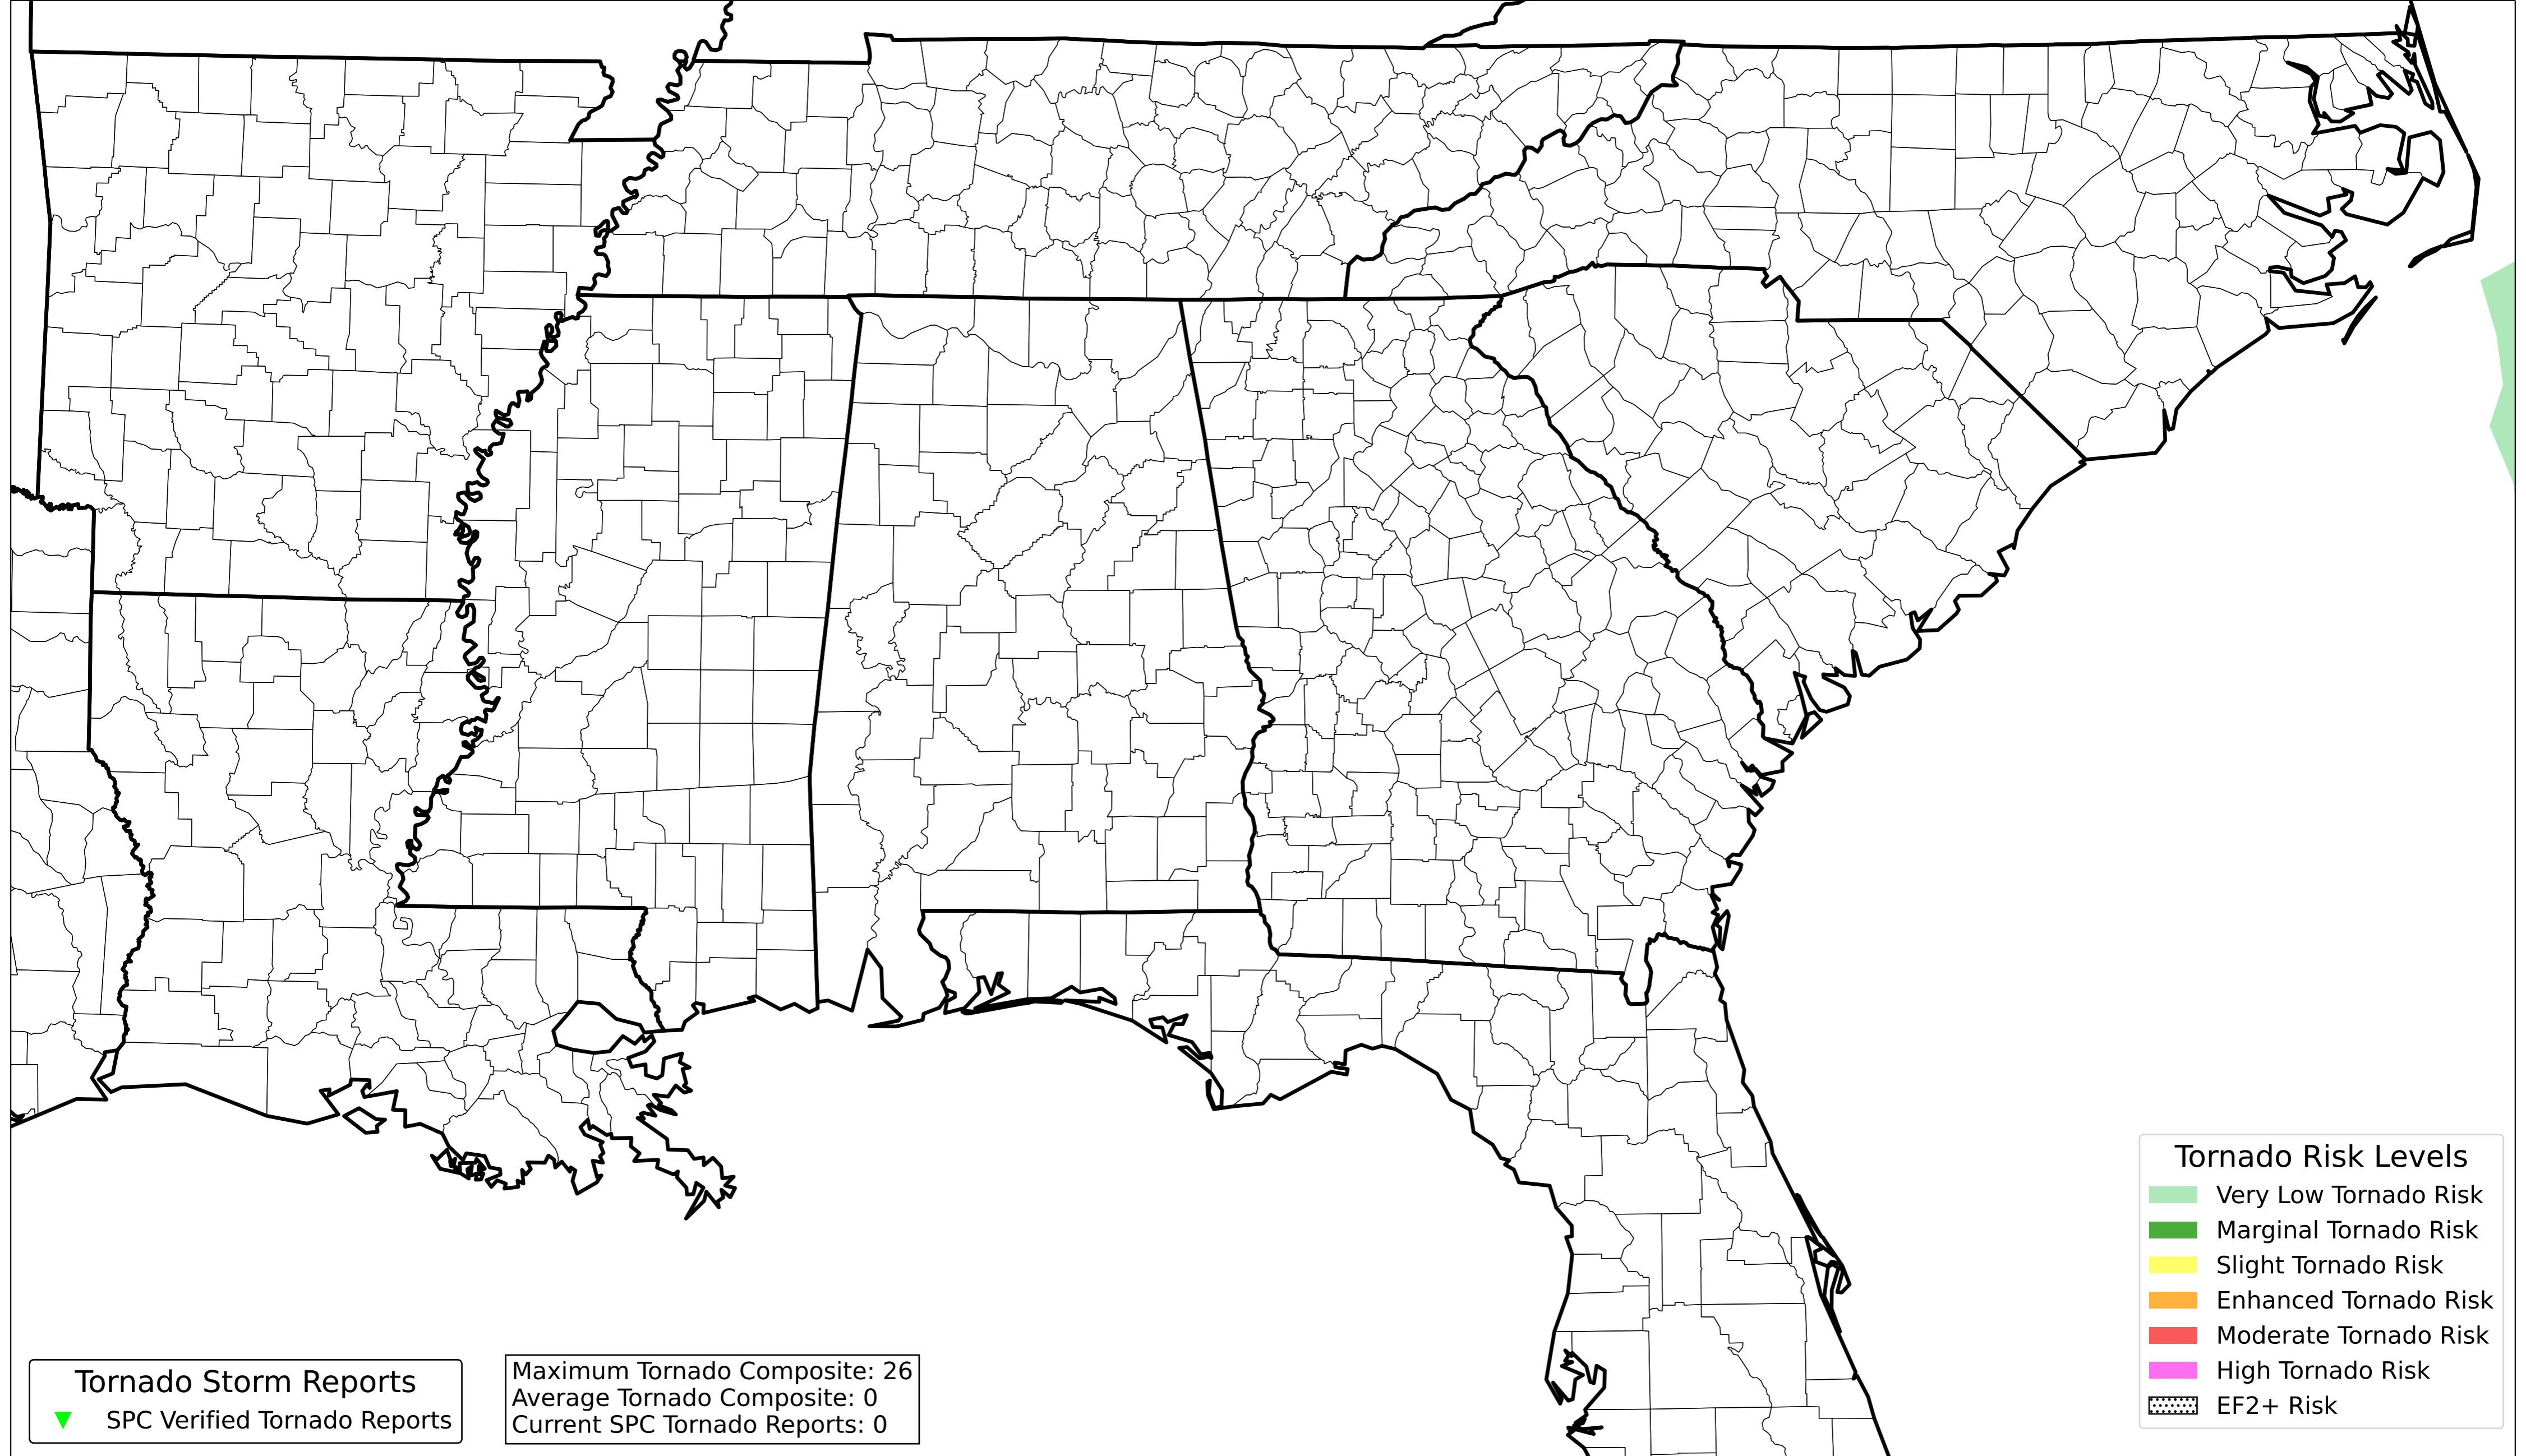 Tornado Risk Levels
Very Low Tornado Risk
Marginal Tornado Risk
Slight Tornado Risk
Enhanced Tornado Risk
Moderate Tornado Risk
High Tornado Risk
EF2+ Risk
Tornado Storm Reports
SPC Verified Tornado Reports
Maximum Tornado Composite: 26
Average Tornado Composite: 0
Current SPC Tornado Reports: 0